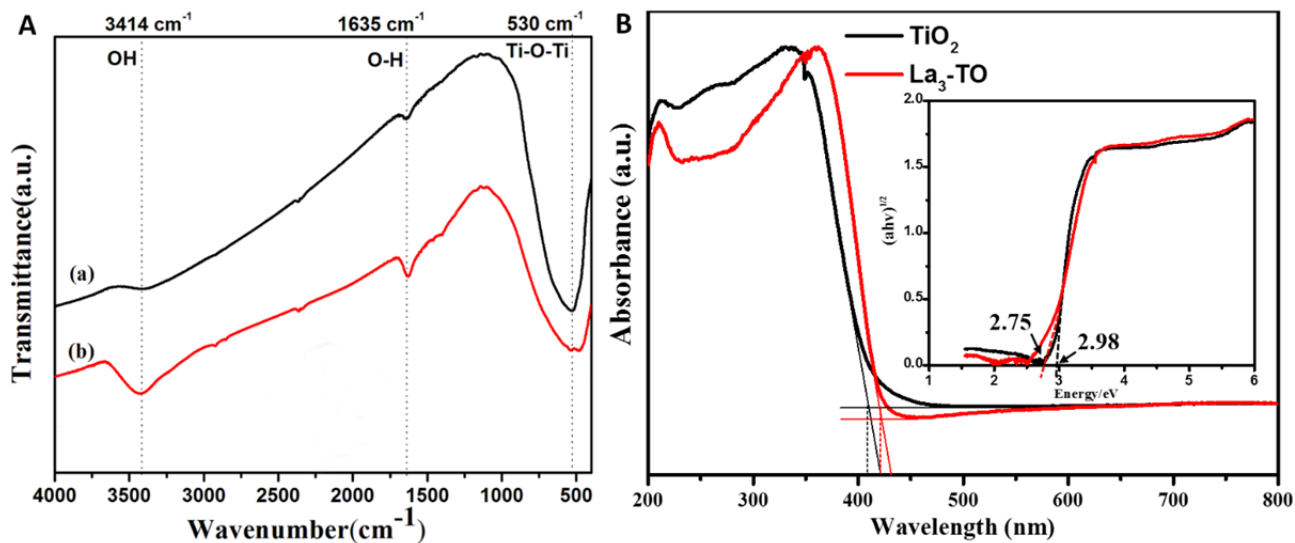 A
3414 cm⁻¹
1635 cm⁻¹
530 cm⁻¹
OH
O-H
Ti-O-Ti
(a)
(b)
Transmittance(a.u.)
4000 3500 3000 2500 2000 1500 1000 500
Wavenumber(cm⁻¹)
B
TiO₂
La₃-TO
Absorbance (a.u.)
200 300 400 500 600 700 800
Wavelength (nm)
2.0
1.5
1.0
0.5
0.0
(ahv)^1/2
2.75
2.98
1 2 3 4 5 6
Energy/eV